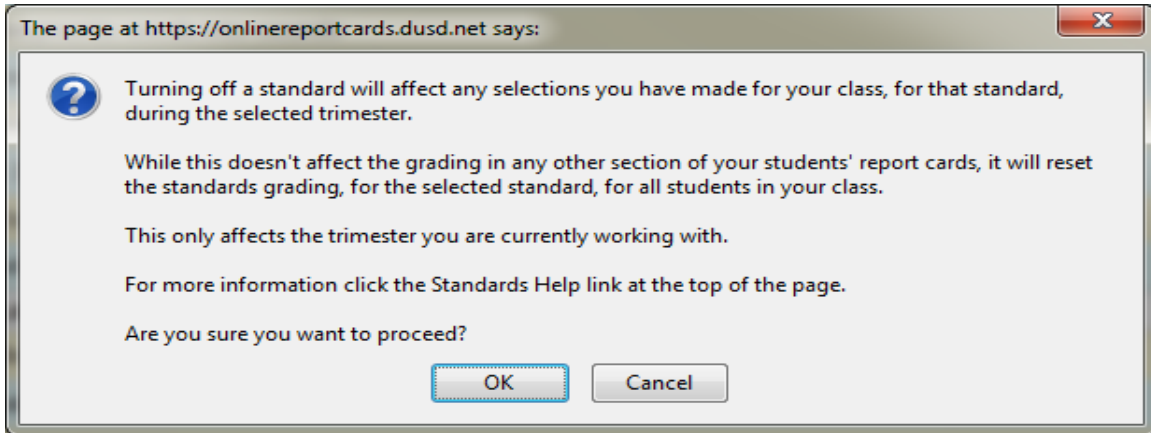 The page at https://onlinereportcards.dusd.net says:
Turning off a standard will affect any selections you have made for your class, for that standard,
during the selected trimester.
While this doesn't affect the grading in any other section of your students' report cards, it will reset
the standards grading, for the selected standard, for all students in your class.
This only affects the trimester you are currently working with.
For more information click the Standards Help link at the top of the page.
Are you sure you want to proceed?
OK Cancel